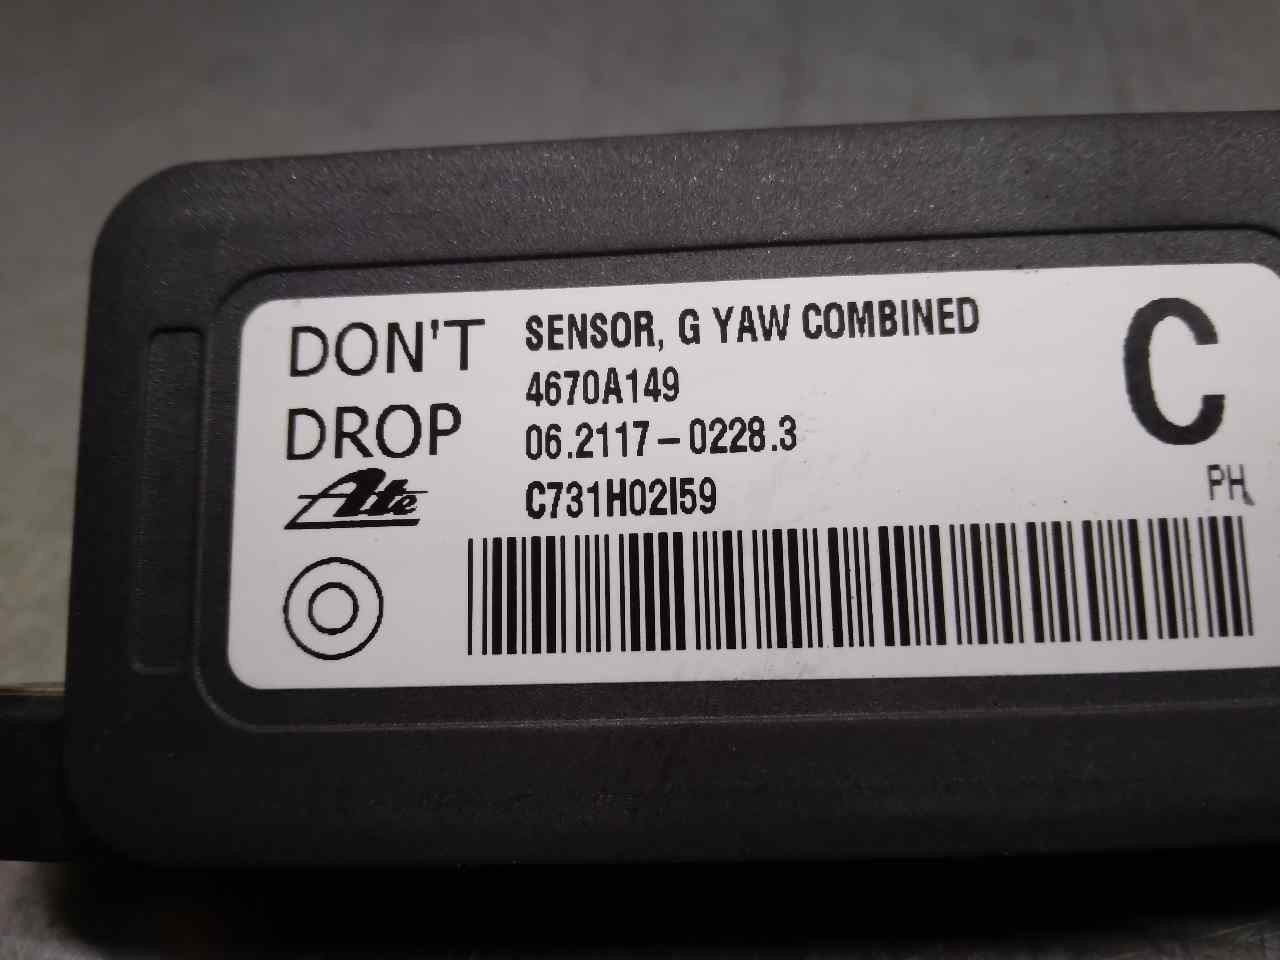 DON'T
DROP
Ate
SENSOR, G YAW COMBINED
4670A149
06.2117-0228.3
C731H02I59
C
PH